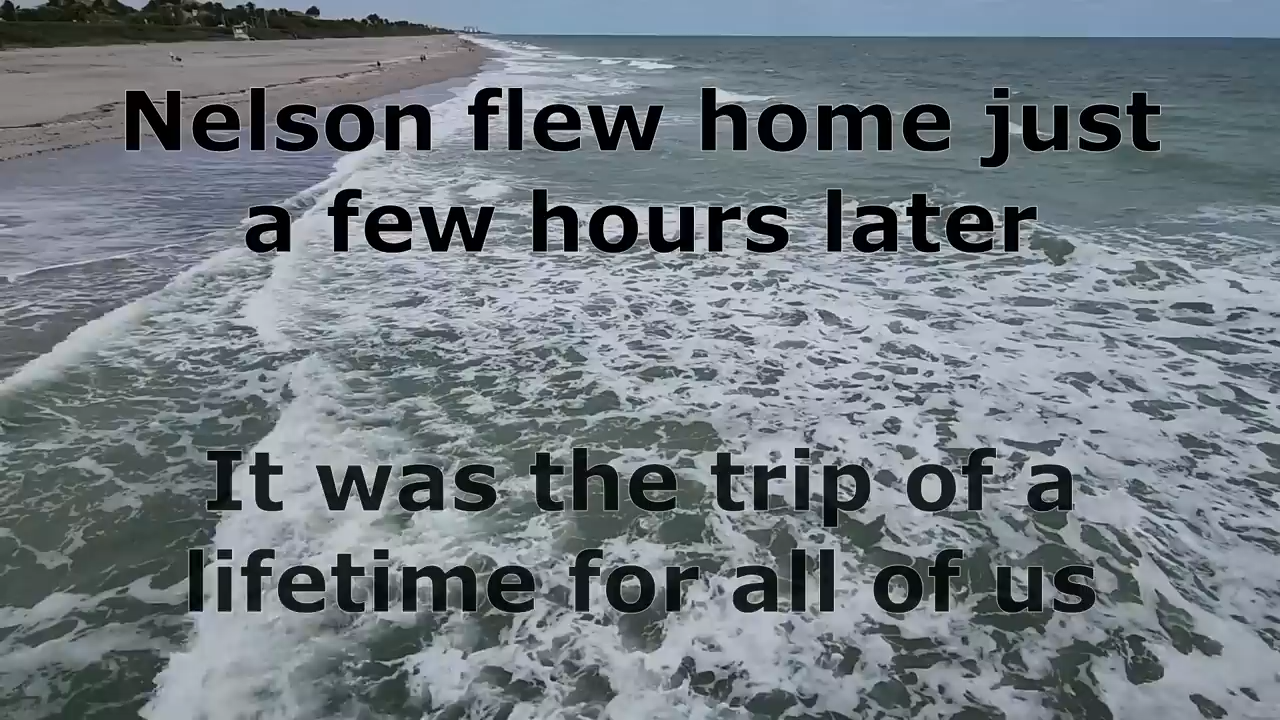 Nelson flew home just
a few hours later
It was the trip of a
lifetime for all of us